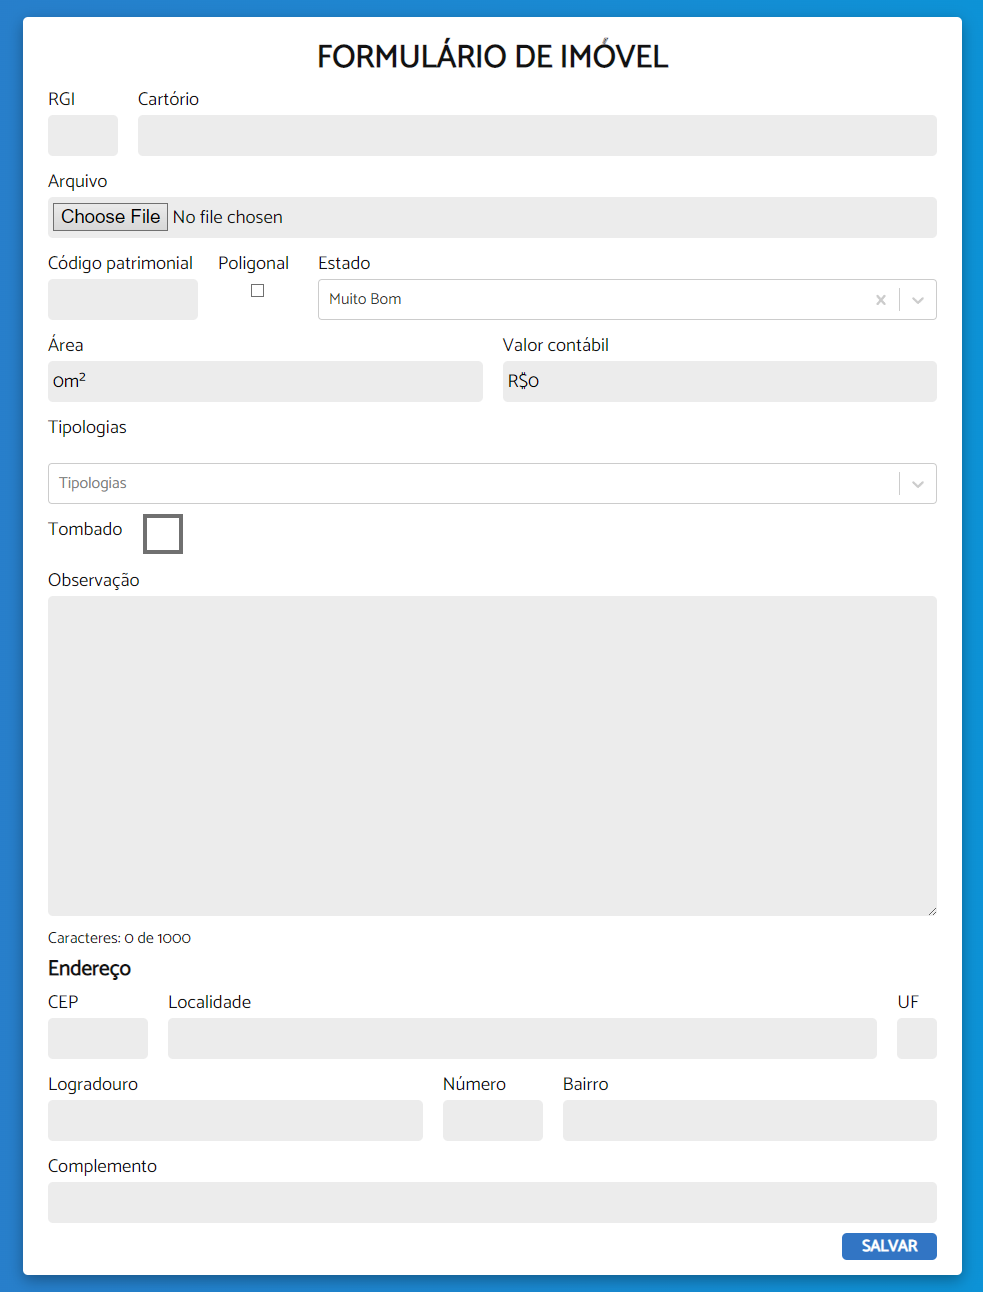 FORMULÁRIO DE IMÓVEL
RGI Cartório
Arquivo
Choose File No file chosen
Código patrimonial Poligonal Estado
Muito Bom
Área Valor contábil
0m² R$0
Tipologias
Tipologias
Tombado
Observação
Caracteres: 0 de 1000
Endereço
CEP Localidade UF
Logradouro Número Bairro
Complemento
SALVAR